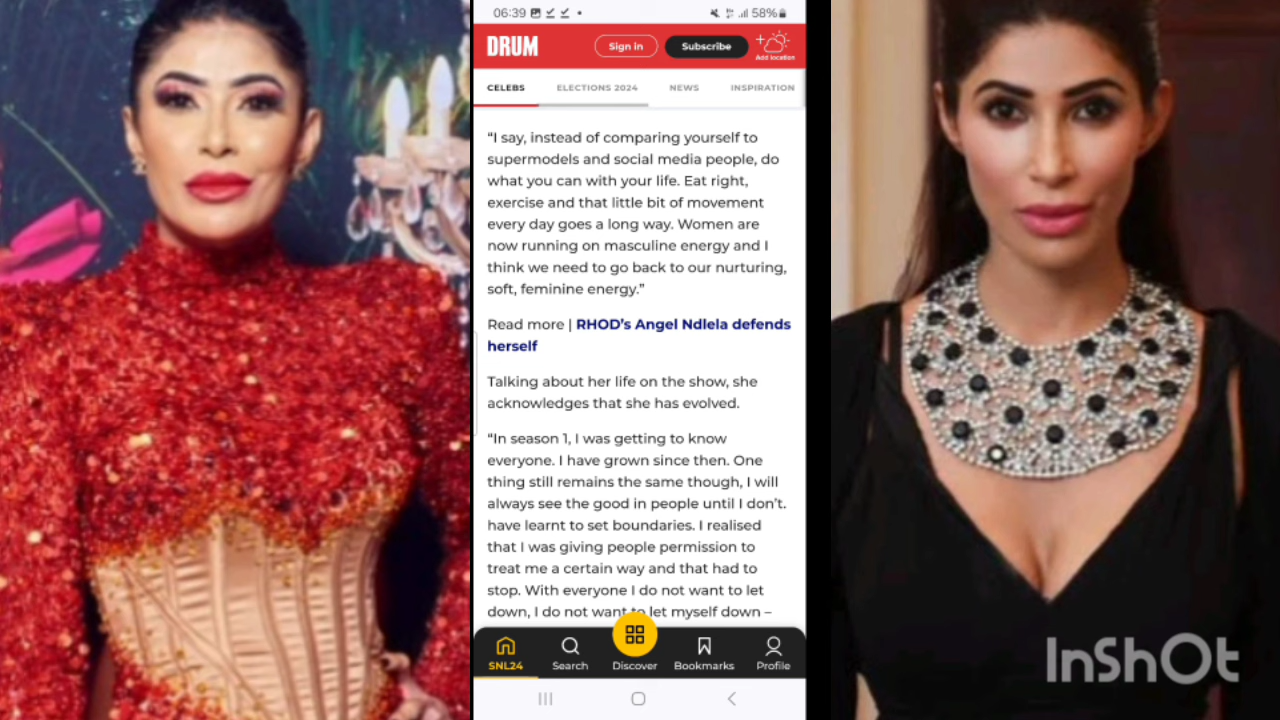 06:39
58%
DRUM
Sign in
Subscribe
Add location
CELEBS
ELECTIONS 2024
NEWS
INSPIRATION
“I say, instead of comparing yourself to
supermodels and social media people, do
what you can with your life. Eat right,
exercise and that little bit of movement
every day goes a long way. Women are
now running on masculine energy and I
think we need to go back to our nurturing,
soft, feminine energy.”
Read more | RHOD’s Angel Ndlela defends
herself
Talking about her life on the show, she
acknowledges that she has evolved.
“In season 1, I was getting to know
everyone. I have grown since then. One
thing still remains the same though, I will
always see the good in people until I don’t.
have learnt to set boundaries. I realised
that I was giving people permission to
treat me a certain way and that had to
stop. With everyone I do not want to let
down, I do not want to let myself down –
SNL24
Search
Discover
Bookmarks
Profile
InShOt